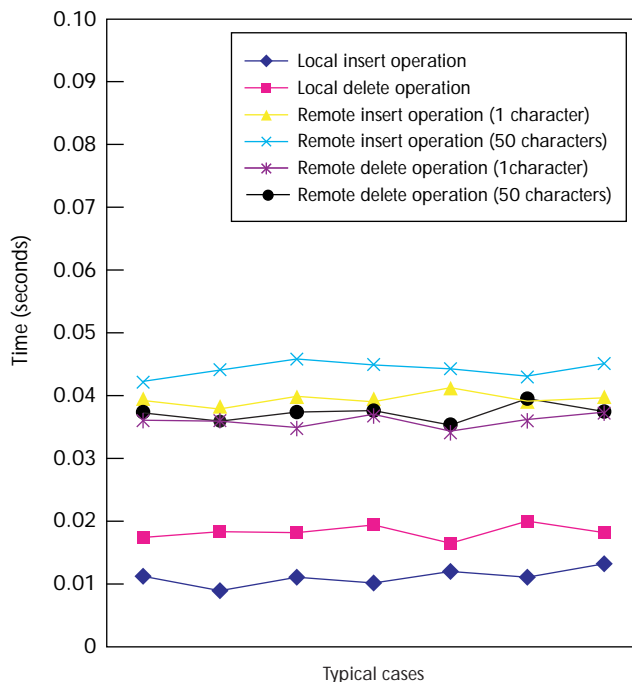 0.10
0.09
0.08
0.07
0.06
0.05
0.04
0.03
0.02
0.01
0
Time (seconds)
Local insert operation
Local delete operation
Remote insert operation (1 character)
Remote insert operation (50 characters)
Remote delete operation (1character)
Remote delete operation (50 characters)
Typical cases